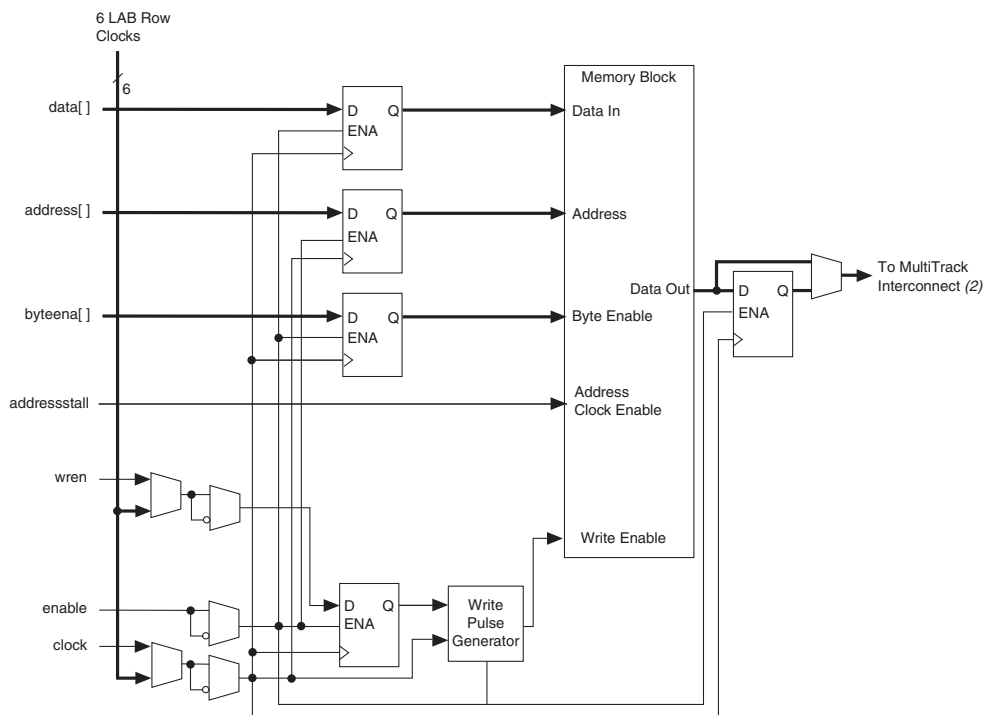 6 LAB Row
Clocks
6
data[ ]
D Q
ENA
Memory Block
Data In
address[ ]
D Q
ENA
Address
byteena[ ]
D Q
ENA
Byte Enable
Data Out
D Q
ENA
To MultiTrack
Interconnect (2)
addressstall
Address
Clock Enable
wren
Write Enable
enable
D Q
ENA
Write
Pulse
Generator
clock